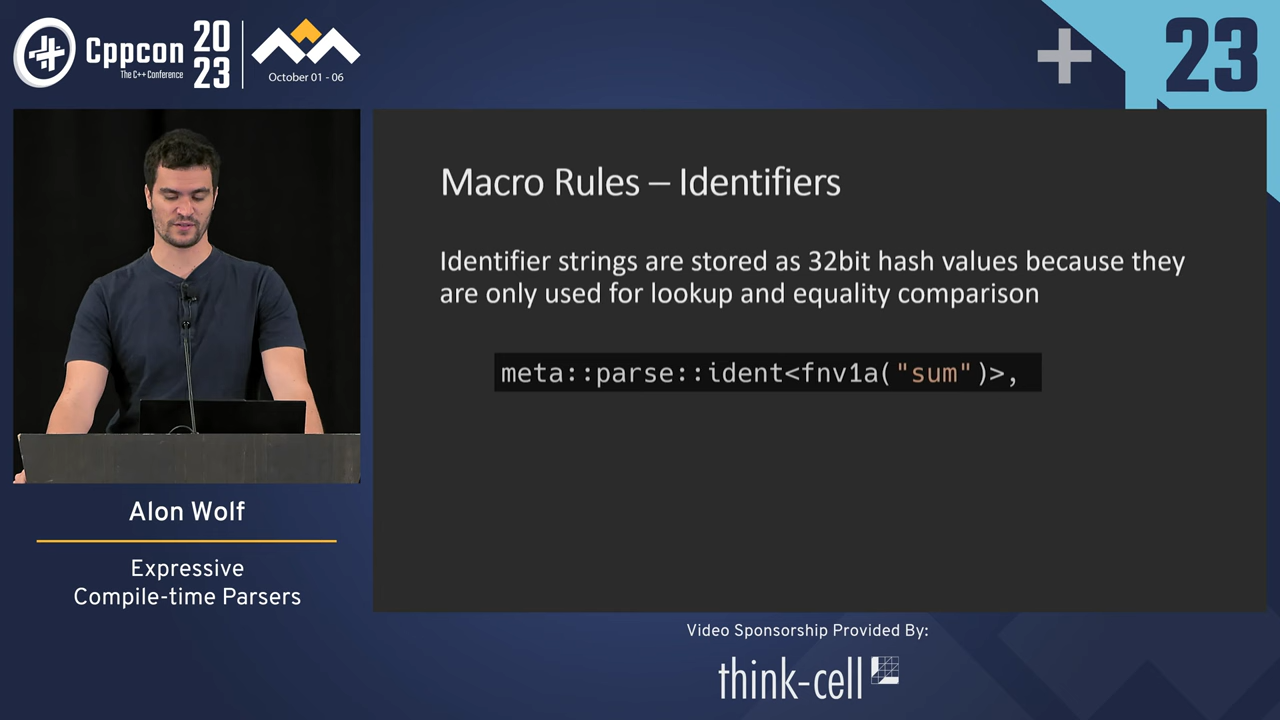 Cppcon
The C++ Conference
20
23
October 01 - 06
23
Macro Rules – Identifiers
Identifier strings are stored as 32bit hash values because they
are only used for lookup and equality comparison
meta::parse::ident<fnv1a("sum")>,
Alon Wolf
Expressive
Compile-time Parsers
Video Sponsorship Provided By:
think-cell